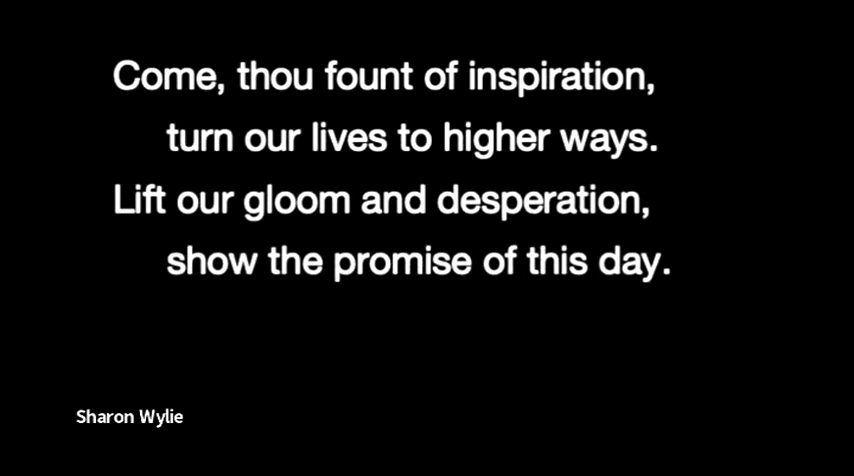 Come, thou fount of inspiration,
turn our lives to higher ways.
Lift our gloom and desperation,
show the promise of this day.
Sharon Wylie